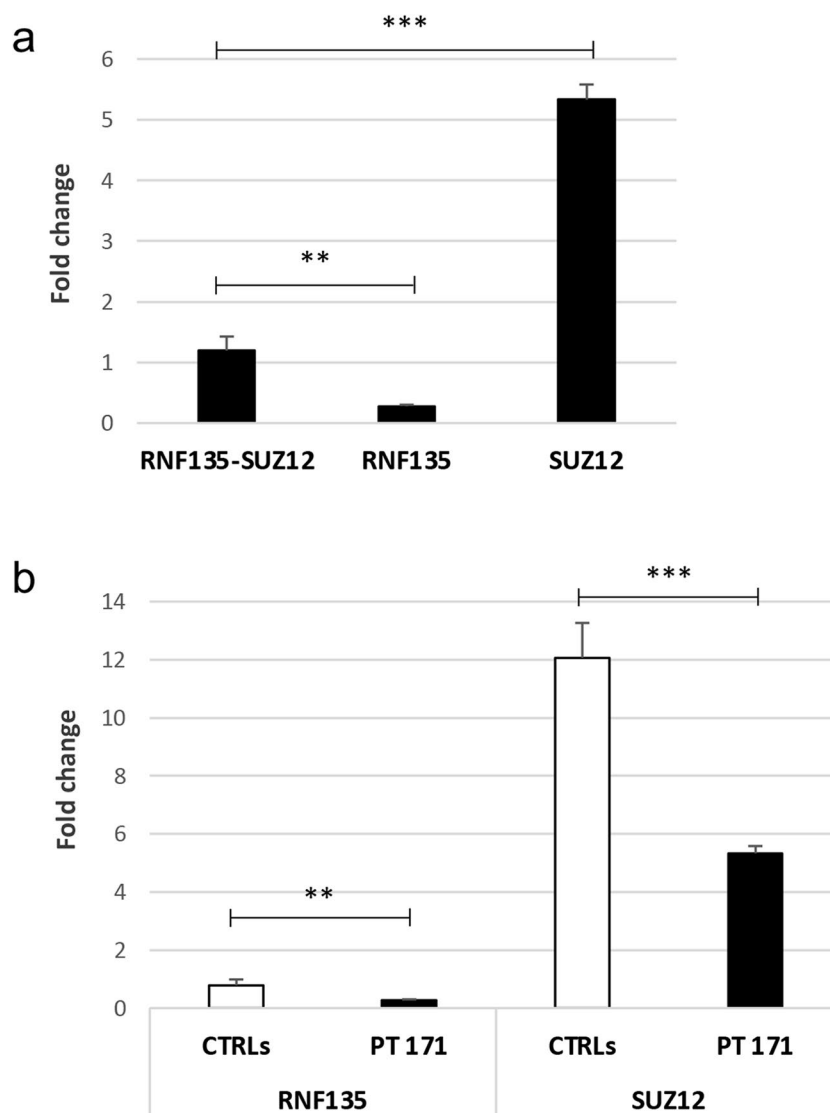 a
***
6
5
4
3
2
1
0
Fold change
**
RNF135-SUZ12 RNF135 SUZ12
b
***
14
12
10
8
6
4
2
0
Fold change
**
CTRLs PT 171 CTRLs PT 171
RNF135 SUZ12